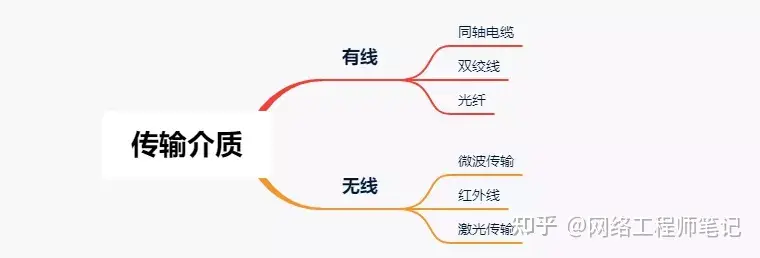 传输介质
有线
同轴电缆
双绞线
光纤
无线
微波传输
红外线
激光传输
知乎 @网络工程师笔记